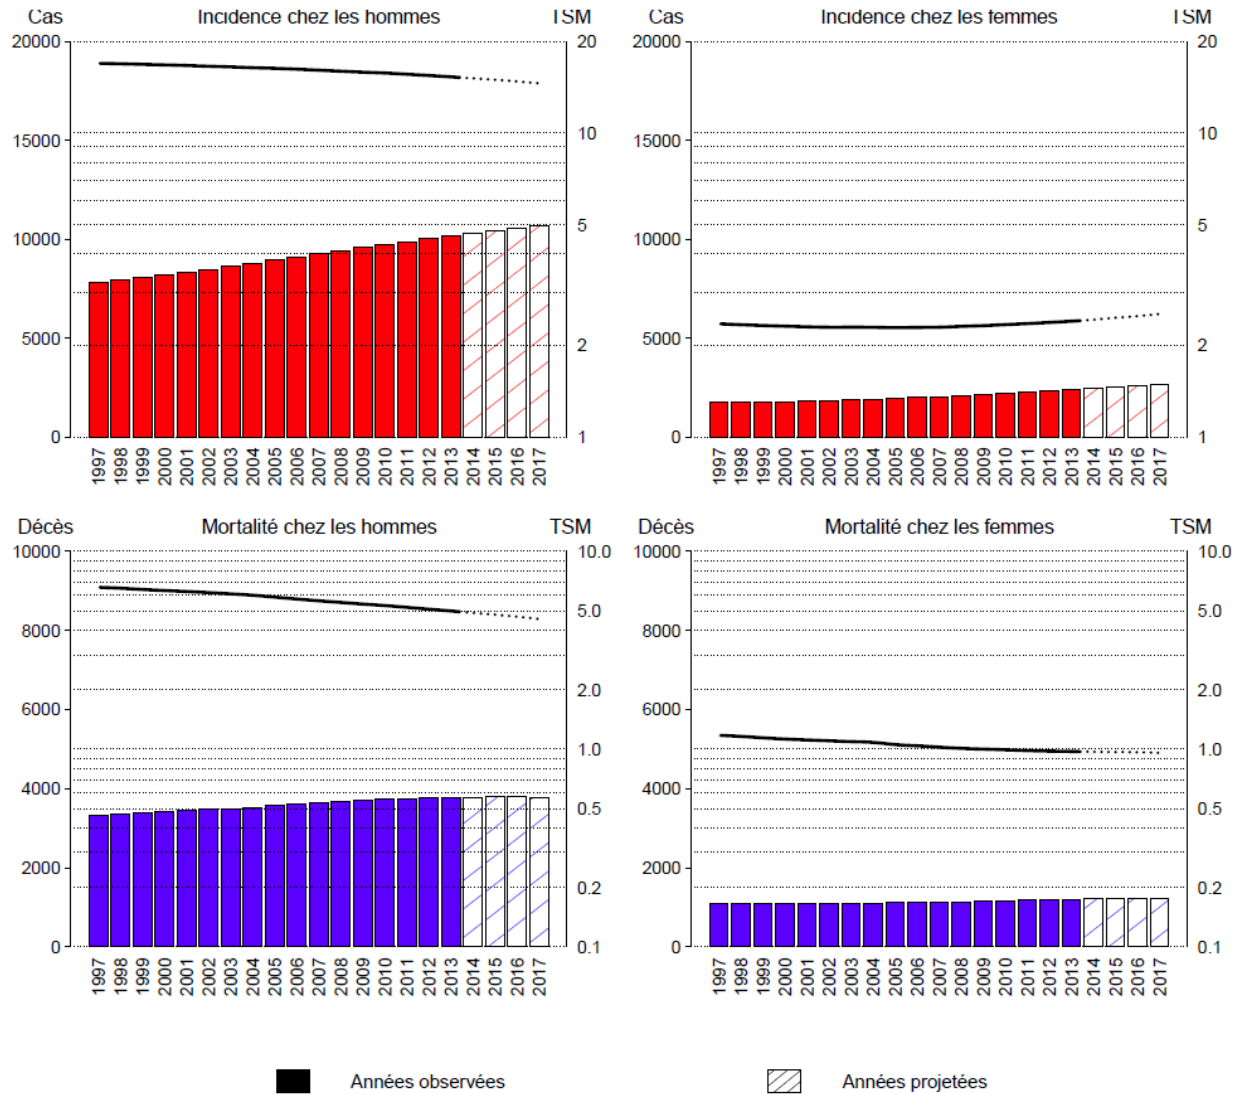 Cas Incidence chez les hommes TSM
20000 20
15000 10
10000 5
5000 2
0 1
1997 1998 1999 2000 2001 2002 2003 2004 2005 2006 2007 2008 2009 2010 2011 2012 2013 2014 2015 2016 2017
Cas Incidence chez les femmes TSM
20000 20
15000 10
10000 5
5000 2
0 1
1997 1998 1999 2000 2001 2002 2003 2004 2005 2006 2007 2008 2009 2010 2011 2012 2013 2014 2015 2016 2017
Décès Mortalité chez les hommes TSM
10000 10.0
8000 5.0
6000 2.0
4000 1.0
2000 0.5
0 0.2
0.1
1997 1998 1999 2000 2001 2002 2003 2004 2005 2006 2007 2008 2009 2010 2011 2012 2013 2014 2015 2016 2017
Décès Mortalité chez les femmes TSM
10000 10.0
8000 5.0
6000 2.0
4000 1.0
2000 0.5
0 0.2
0.1
1997 1998 1999 2000 2001 2002 2003 2004 2005 2006 2007 2008 2009 2010 2011 2012 2013 2014 2015 2016 2017
Années observées Années projetées